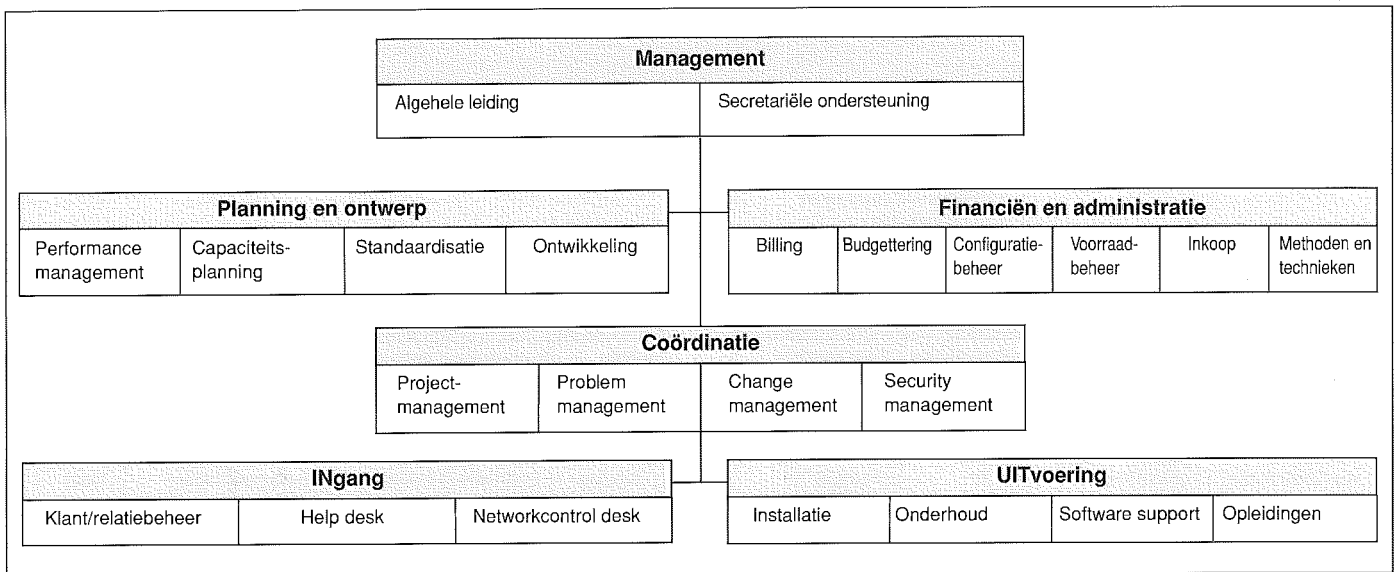 Management
Algehele leiding
Secretariële ondersteuning
Planning en ontwerp
Performance
management
Capaciteits-
planning
Standaardisatie
Ontwikkeling
Financiën en administratie
Billing
Budgettering
Configuratie-
beheer
Voorraad-
beheer
Inkoop
Methoden en
technieken
Coördinatie
Project-
management
Problem
management
Change
management
Security
management
INgang
Klant/relatiebeheer
Help desk
Networkcontrol desk
UITvoering
Installatie
Onderhoud
Software support
Opleidingen